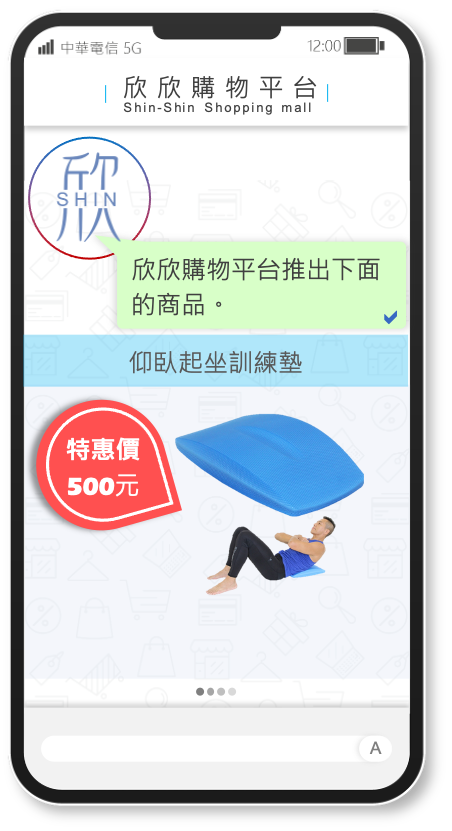 中華電信 5G
12:00
欣欣購物平台
Shin-Shin Shopping mall
欣
SHIN
欣欣購物平台推出下面
的商品。
仰臥起坐訓練墊
特惠價
500元
A